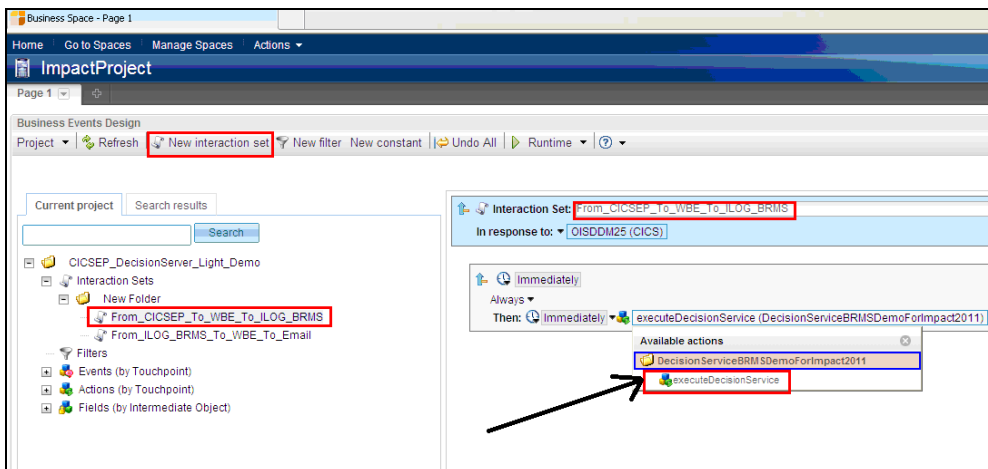 Business Space - Page 1
Home Go to Spaces Manage Spaces Actions
ImpactProject
Page 1
Business Events Design
Project Refresh New interaction set New filter New constant Undo All Runtime
Current project Search results
Search
CICSEP_DecisionServer_Light_Demo
Interaction Sets
New Folder
From_CICSEP_To_WBE_To_ILOG_BRMS
From_ILOG_BRMS_To_WBE_To_Email
Filters
Events (by Touchpoint)
Actions (by Touchpoint)
Fields (by Intermediate Object)
Interaction Set: From_CICSEP_To_WBE_To_ILOG_BRMS
In response to: OISDDM25 (CICS)
Immediately
Always
Then: Immediately executeDecisionService (DecisionServiceBRMSDemoForImpact2011)
Available actions
DecisionServiceBRMSDemoForImpact2011
executeDecisionService